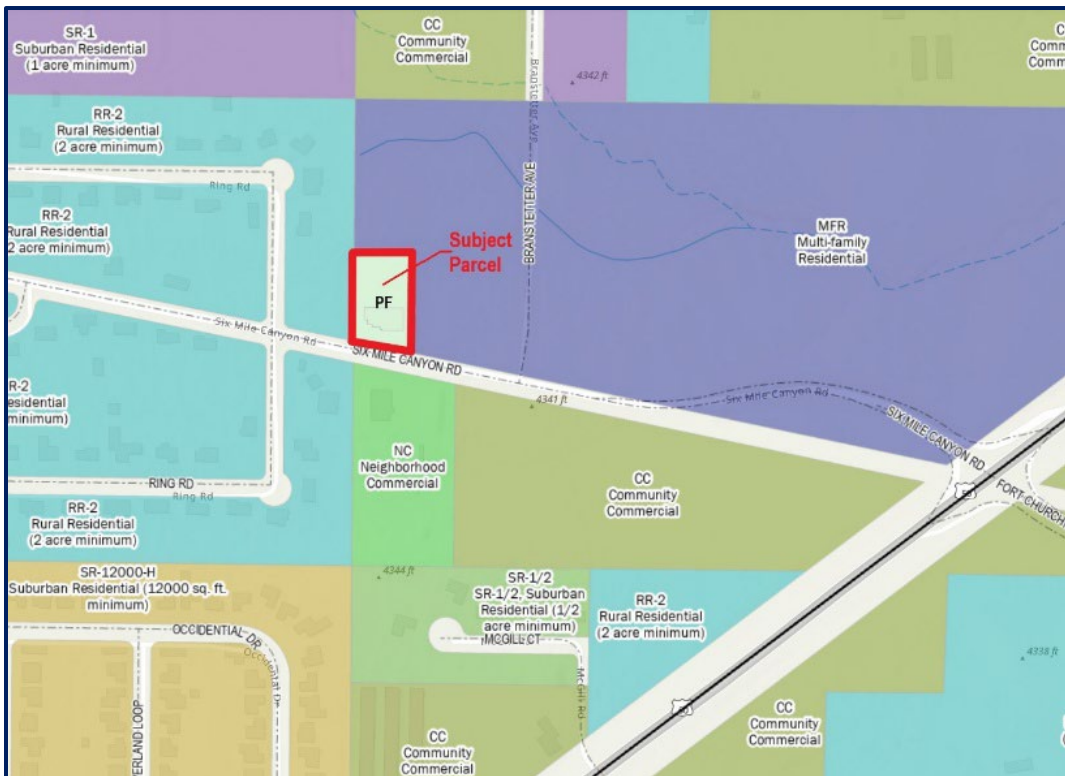 SR-1
Suburban Residential
(1 acre minimum)
CC
Community
Commercial
4342 ft
Branstetter Ave
RR-2
Rural Residential
(2 acre minimum)
Ring Rd
RR-2
Rural Residential
2 acre minimum)
BRANSTETTER AVE
MFR
Multi-family
Residential
Subject
Parcel
PF
Six Mile Canyon Rd
SIX MILE CANYON RD
4341 ft
Six Mile Canyon Rd
SIX MILE CANYON RD
R-2
esidential
minimum)
NC
Neighborhood
Commercial
CC
Community
Commercial
RING RD
Ring Rd
FORT CHURCH
RR-2
Rural Residential
(2 acre minimum)
SR-12000-H
Suburban Residential (12000 sq. ft.
minimum)
4344 ft
SR-1/2
SR-1/2, Suburban
Residential (1/2
acre minimum)
RR-2
Rural Residential
(2 acre minimum)
OCCIDENTIAL DR
Occidental Dr
MCGILL CT
McGill Rd
4338 ft
ERLAND LOOP
CC
Community
Commercial
CC
Community
Commercial